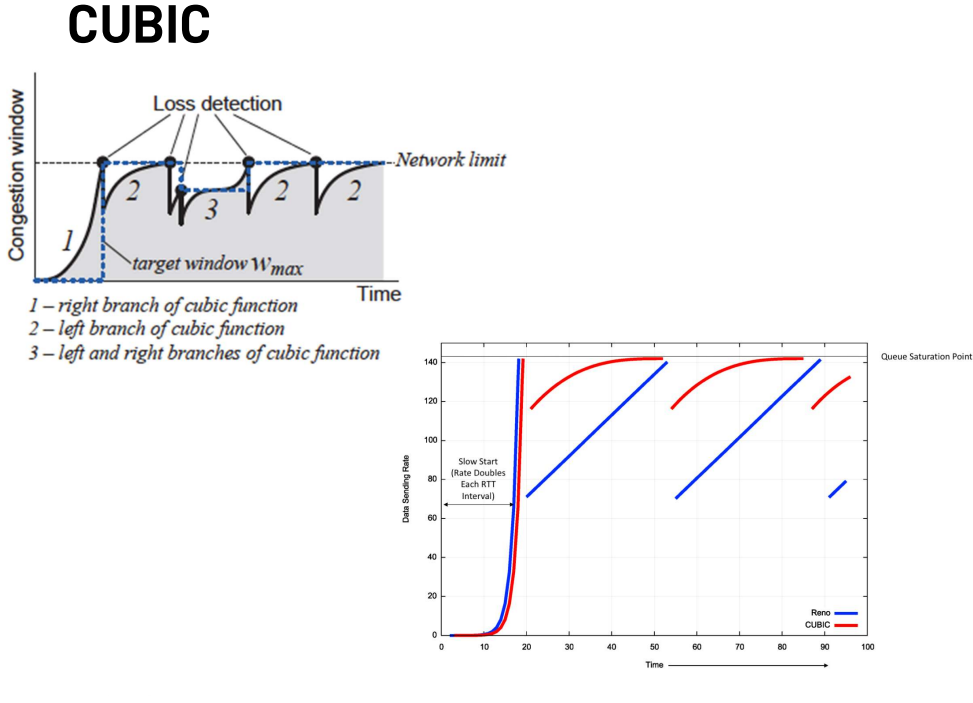 CUBIC
Loss detection
Congestion window
Network limit
2
2
2
3
1
target window Wmax
Time
1 – right branch of cubic function
2 – left branch of cubic function
3 – left and right branches of cubic function
Queue Saturation Point
140
120
100
80
60
40
20
0
Data Sending Rate
Slow Start
(Rate Doubles
Each RTT
Interval)
Reno
CUBIC
0 10 20 30 40 50 60 70 80 90 100
Time